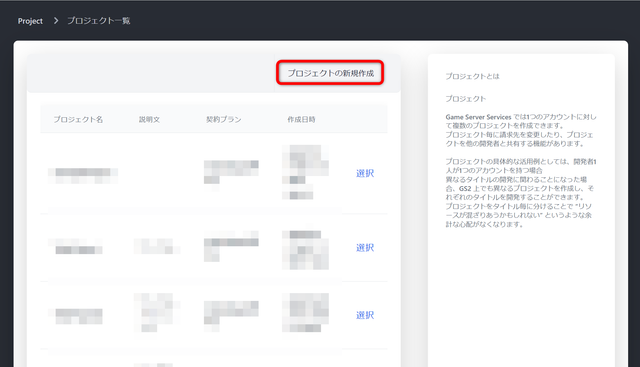 Project > プロジェクト一覧
プロジェクトの新規作成
プロジェクト名 説明文 契約プラン 作成日時
選択
選択
選択
プロジェクトとは
プロジェクト
Game Server Services では1つのアカウントに対し
て複数のプロジェクトを作成できます。
プロジェクト毎に請求先を変更したり、プロジェ
クトを他の開発者と共有する機能があります。
プロジェクトの具体的な活用例としては、開発者1
人が1つのアカウントを持つ場合
異なるタイトルの開発に関わることになった場
合、GS2 上でも異なるプロジェクトを作成し、そ
れぞれのタイトルを開発することができます。
プロジェクトをタイトル毎に分けることで "リソ
ースが混ざりあうかもしれない" というような余
計な心配がなくなります。